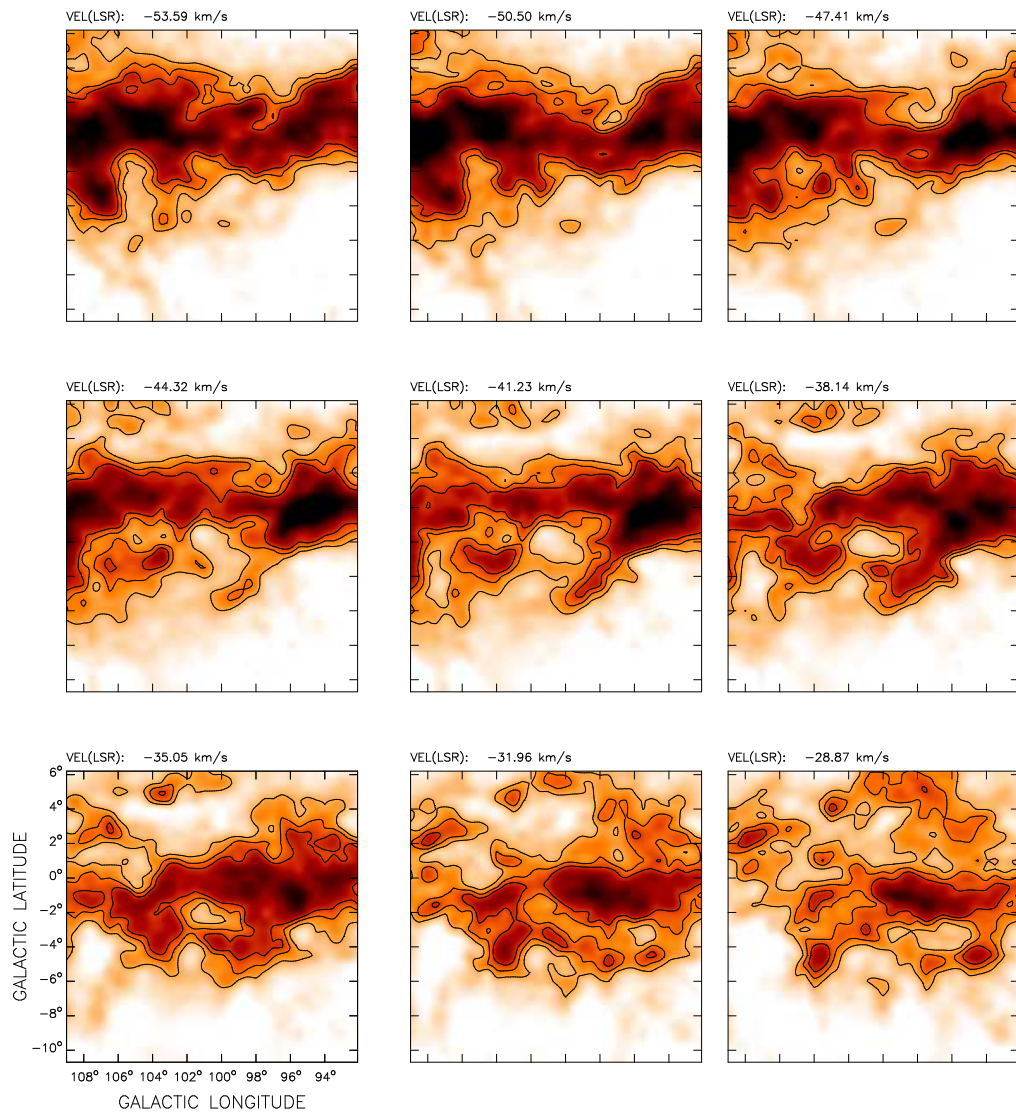 VEL(LSR): −53.59 km/s
VEL(LSR): −50.50 km/s
VEL(LSR): −47.41 km/s
VEL(LSR): −44.32 km/s
VEL(LSR): −41.23 km/s
VEL(LSR): −38.14 km/s
VEL(LSR): −35.05 km/s
VEL(LSR): −31.96 km/s
VEL(LSR): −28.87 km/s
6°
4°
2°
0°
−2°
−4°
−6°
−8°
−10°
GALACTIC LATITUDE
108° 106° 104° 102° 100° 98° 96° 94°
GALACTIC LONGITUDE